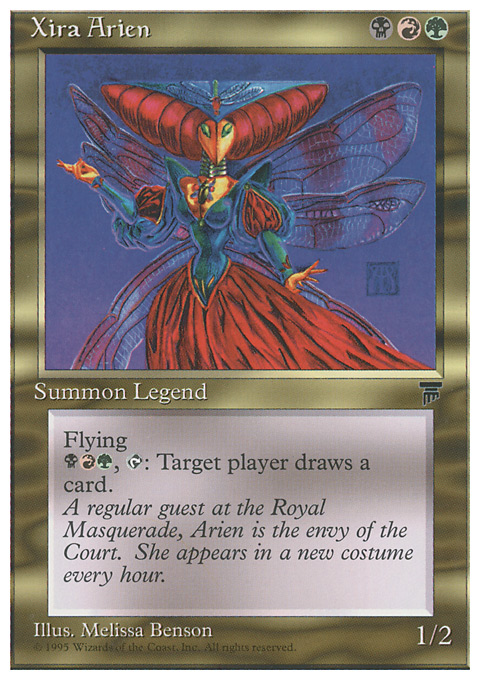 Xira Arien
Summon Legend
Flying
, : Target player draws a
card.
A regular guest at the Royal
Masquerade, Arien is the envy of the
Court. She appears in a new costume
every hour.
Illus. Melissa Benson
1/2
© 1995 Wizards of the Coast, Inc. All rights reserved.